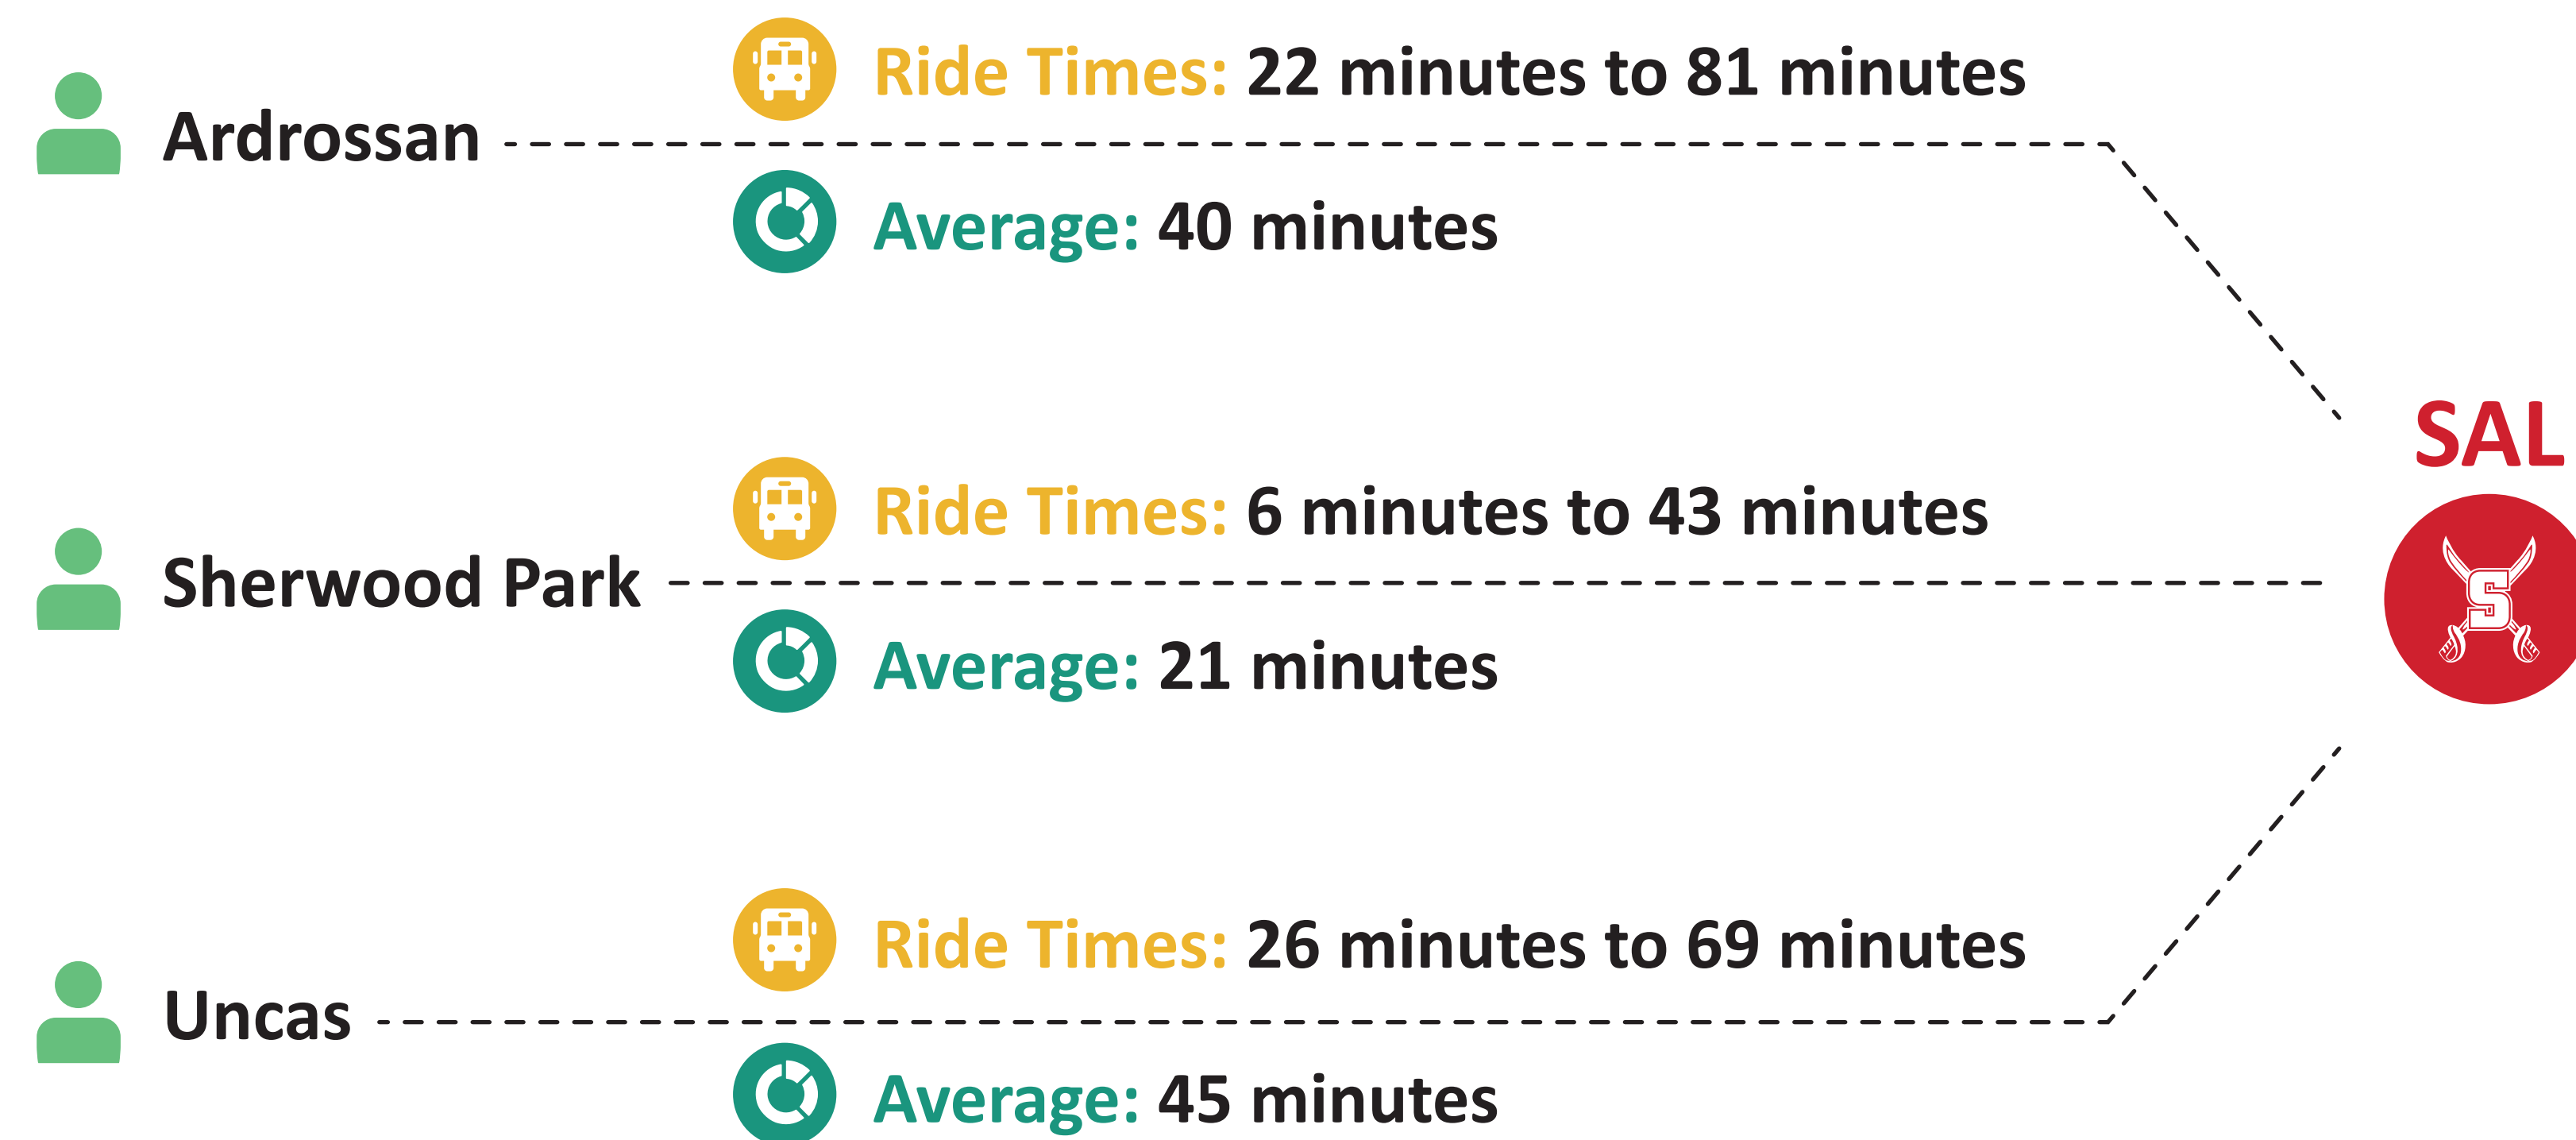 Ride Times: 22 minutes to 81 minutes
Ardrossan
Average: 40 minutes
SAL
Ride Times: 6 minutes to 43 minutes
Sherwood Park
S
Average: 21 minutes
Ride Times: 26 minutes to 69 minutes
Uncas
Average: 45 minutes